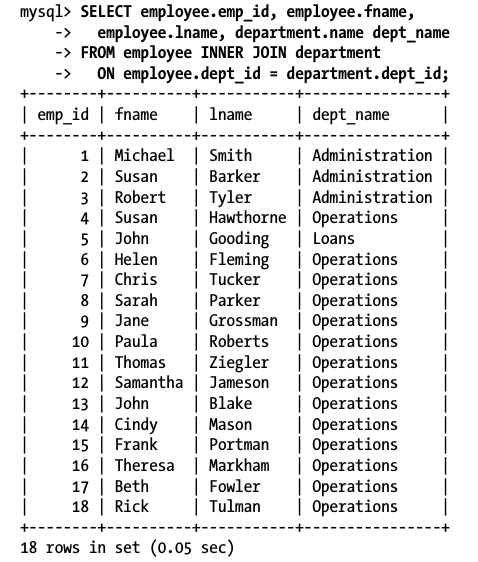 mysql> SELECT employee.emp_id, employee.fname,
    ->   employee.lname, department.name dept_name
    -> FROM employee INNER JOIN department
    ->   ON employee.dept_id = department.dept_id;
+--------+----------+-----------+----------------+
| emp_id | fname    | lname     | dept_name      |
+--------+----------+-----------+----------------+
|      1 | Michael  | Smith     | Administration |
|      2 | Susan    | Barker    | Administration |
|      3 | Robert   | Tyler     | Administration |
|      4 | Susan    | Hawthorne | Operations     |
|      5 | John     | Gooding   | Loans          |
|      6 | Helen    | Fleming   | Operations     |
|      7 | Chris    | Tucker    | Operations     |
|      8 | Sarah    | Parker    | Operations     |
|      9 | Jane     | Grossman  | Operations     |
|     10 | Paula    | Roberts   | Operations     |
|     11 | Thomas   | Ziegler   | Operations     |
|     12 | Samantha | Jameson   | Operations     |
|     13 | John     | Blake     | Operations     |
|     14 | Cindy    | Mason     | Operations     |
|     15 | Frank    | Portman   | Operations     |
|     16 | Theresa  | Markham   | Operations     |
|     17 | Beth     | Fowler    | Operations     |
|     18 | Rick     | Tulman    | Operations     |
+--------+----------+-----------+----------------+
18 rows in set (0.05 sec)